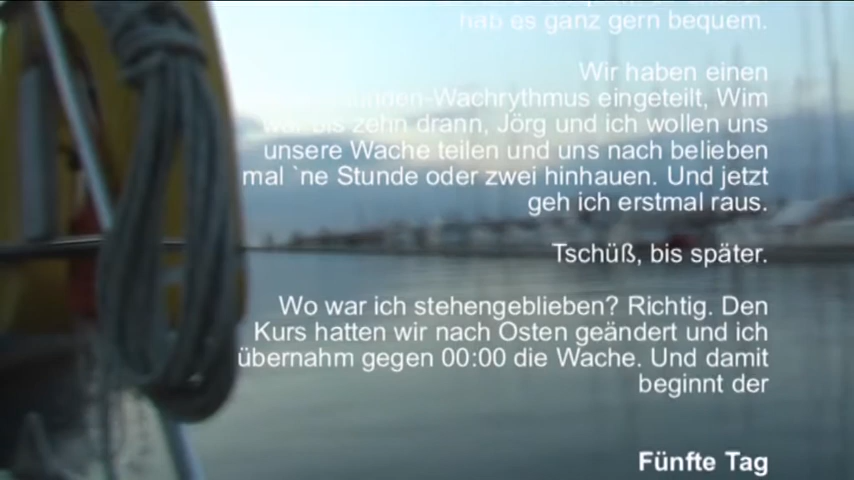 hab es ganz gern bequem.
Wir haben einen
-Wachrythmus eingeteilt, Wim
war bis zehn drann, Jörg und ich wollen uns
unsere Wache teilen und uns nach belieben
mal `ne Stunde oder zwei hinhauen. Und jetzt
geh ich erstmal raus.
Tschüß, bis später.
Wo war ich stehengeblieben? Richtig. Den
Kurs hatten wir nach Osten geändert und ich
übernahm gegen 00:00 die Wache. Und damit
beginnt der
Fünfte Tag